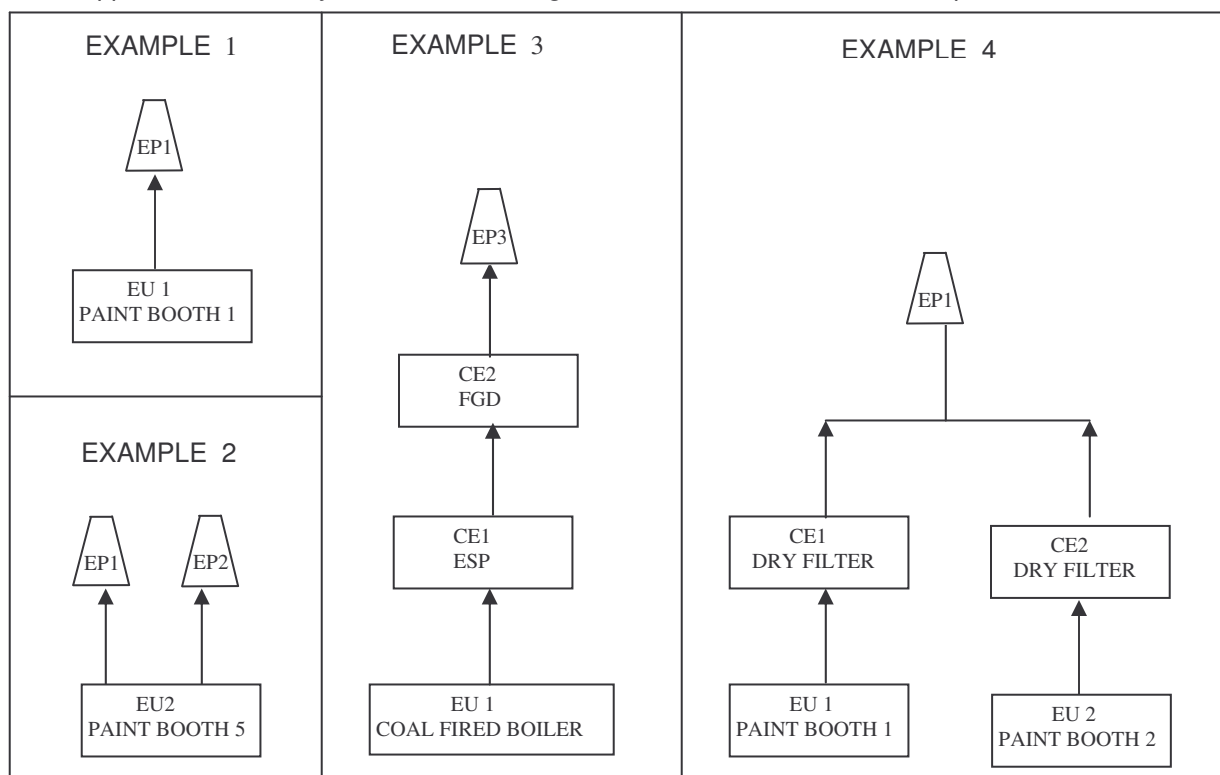 EXAMPLE 1
EP1
EU 1
PAINT BOOTH 1
EXAMPLE 2
EP1
EP2
EU2
PAINT BOOTH 5
EXAMPLE 3
EP3
CE2
FGD
CE1
ESP
EU 1
COAL FIRED BOILER
EXAMPLE 4
EP1
CE1
DRY FILTER
CE2
DRY FILTER
EU 1
PAINT BOOTH 1
EU 2
PAINT BOOTH 2